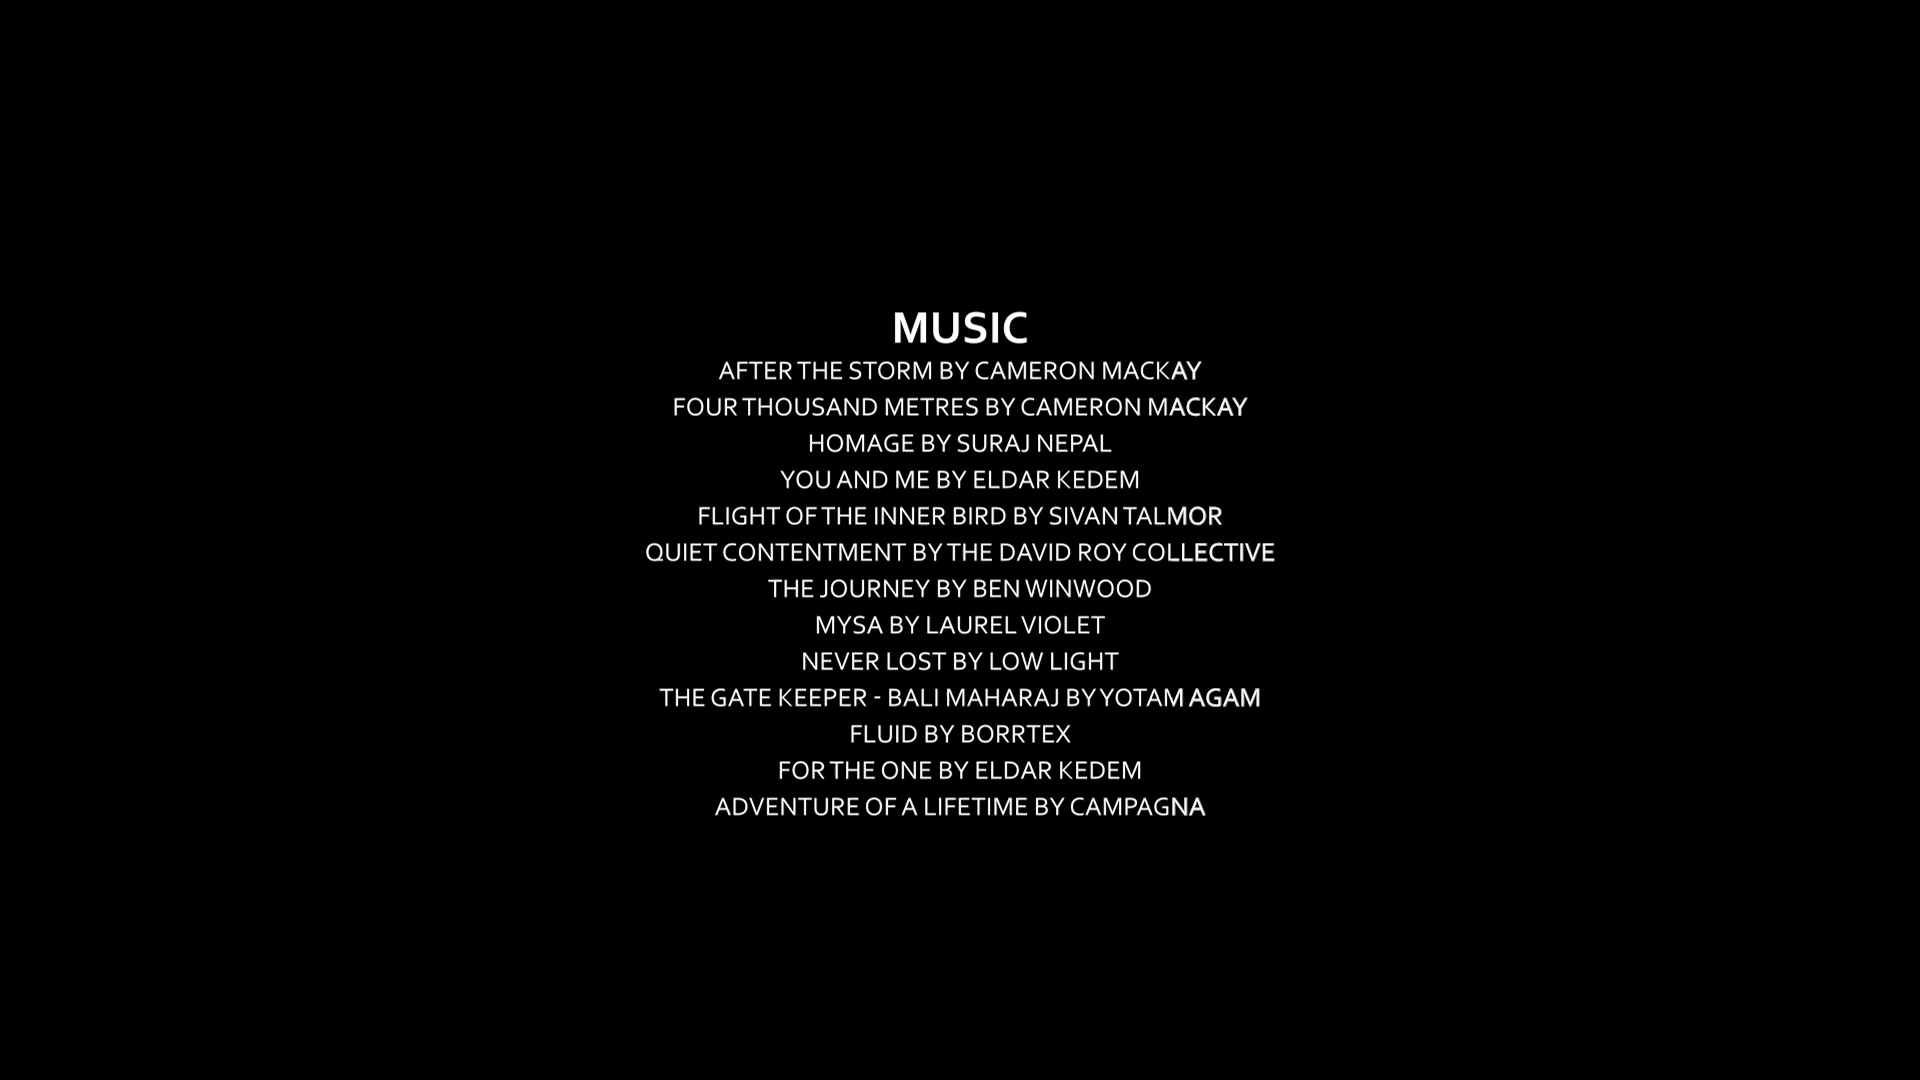 MUSIC
AFTER THE STORM BY CAMERON MACKAY
FOUR THOUSAND METRES BY CAMERON MACKAY
HOMAGE BY SURAJ NEPAL
YOU AND ME BY ELDAR KEDEM
FLIGHT OF THE INNER BIRD BY SIVAN TALMOR
QUIET CONTENTMENT BY THE DAVID ROY COLLECTIVE
THE JOURNEY BY BEN WINWOOD
MYSA BY LAUREL VIOLET
NEVER LOST BY LOW LIGHT
THE GATE KEEPER - BALI MAHARAJ BY YOTAM AGAM
FLUID BY BORRTEX
FOR THE ONE BY ELDAR KEDEM
ADVENTURE OF A LIFETIME BY CAMPAGNA